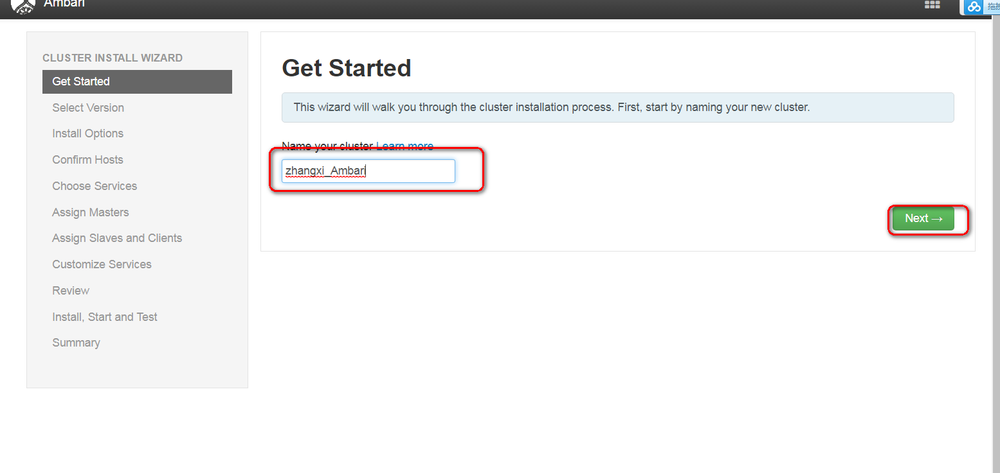 Ambari
CLUSTER INSTALL WIZARD
Get Started
Select Version
Install Options
Confirm Hosts
Choose Services
Assign Masters
Assign Slaves and Clients
Customize Services
Review
Install, Start and Test
Summary
Get Started
This wizard will walk you through the cluster installation process. First, start by naming your new cluster.
Name your cluster Learn more
zhangxi_Ambari
Next →